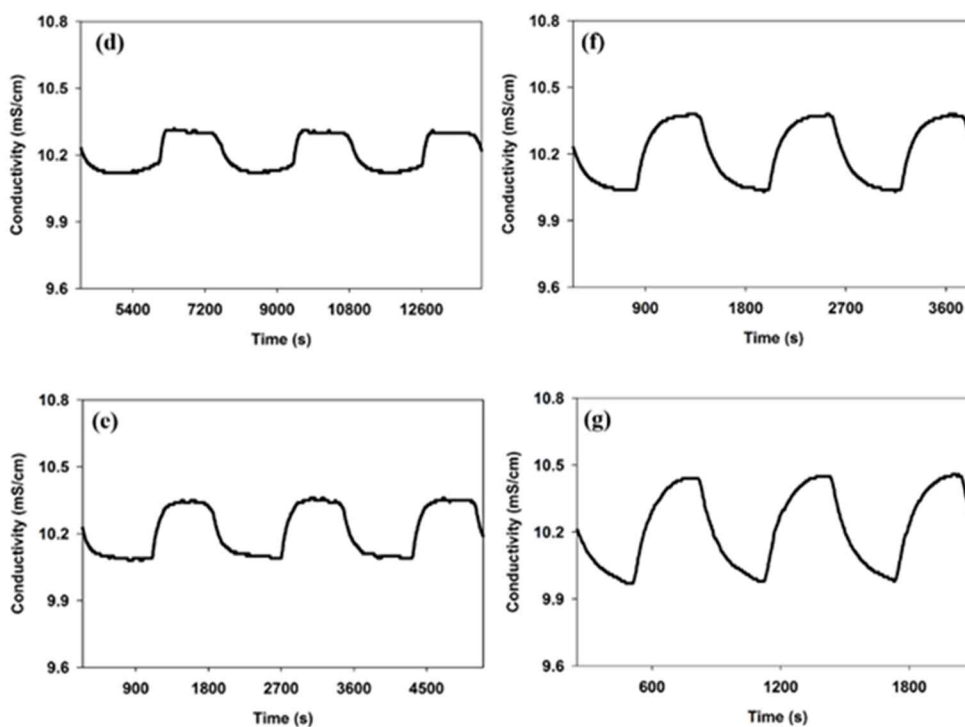 (d)
10.8
10.5
10.2
9.9
9.6
Conductivity (mS/cm)
5400 7200 9000 10800 12600
Time (s)
(f)
10.8
10.5
10.2
9.9
9.6
Conductivity (mS/cm)
900 1800 2700 3600
Time (s)
(e)
10.8
10.5
10.2
9.9
9.6
Conductivity (mS/cm)
900 1800 2700 3600 4500
Time (s)
(g)
10.8
10.5
10.2
9.9
9.6
Conductivity (mS/cm)
600 1200 1800
Time (s)